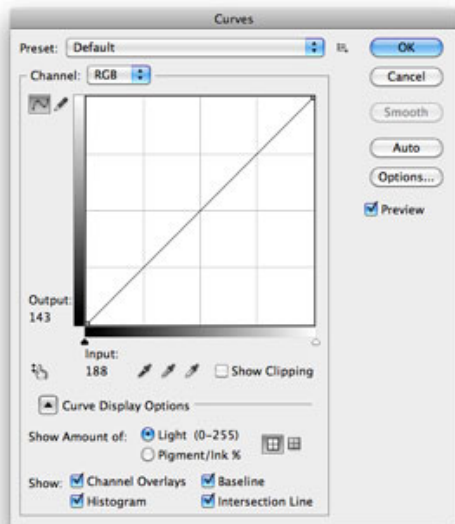 Curves
Preset: Default
OK
Channel: RGB
Cancel
Smooth
Auto
Options...
Preview
Output:
143
Input:
188
Show Clipping
Curve Display Options
Show Amount of: Light (0-255)
Pigment/Ink %
Show: Channel Overlays Baseline
Histogram Intersection Line